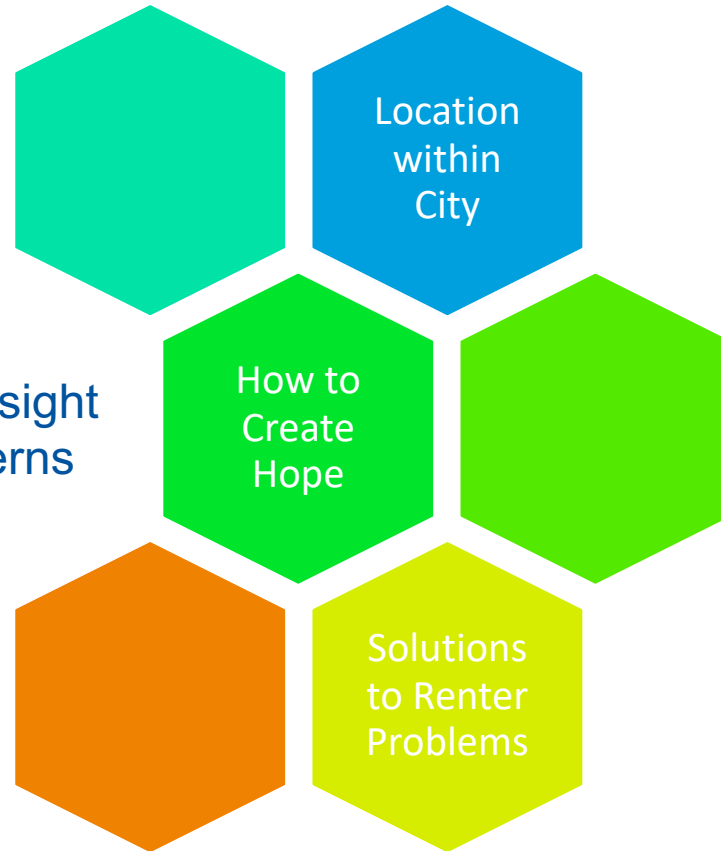 Location
within
City
sight
erns
How to
Create
Hope
Solutions
to Renter
Problems